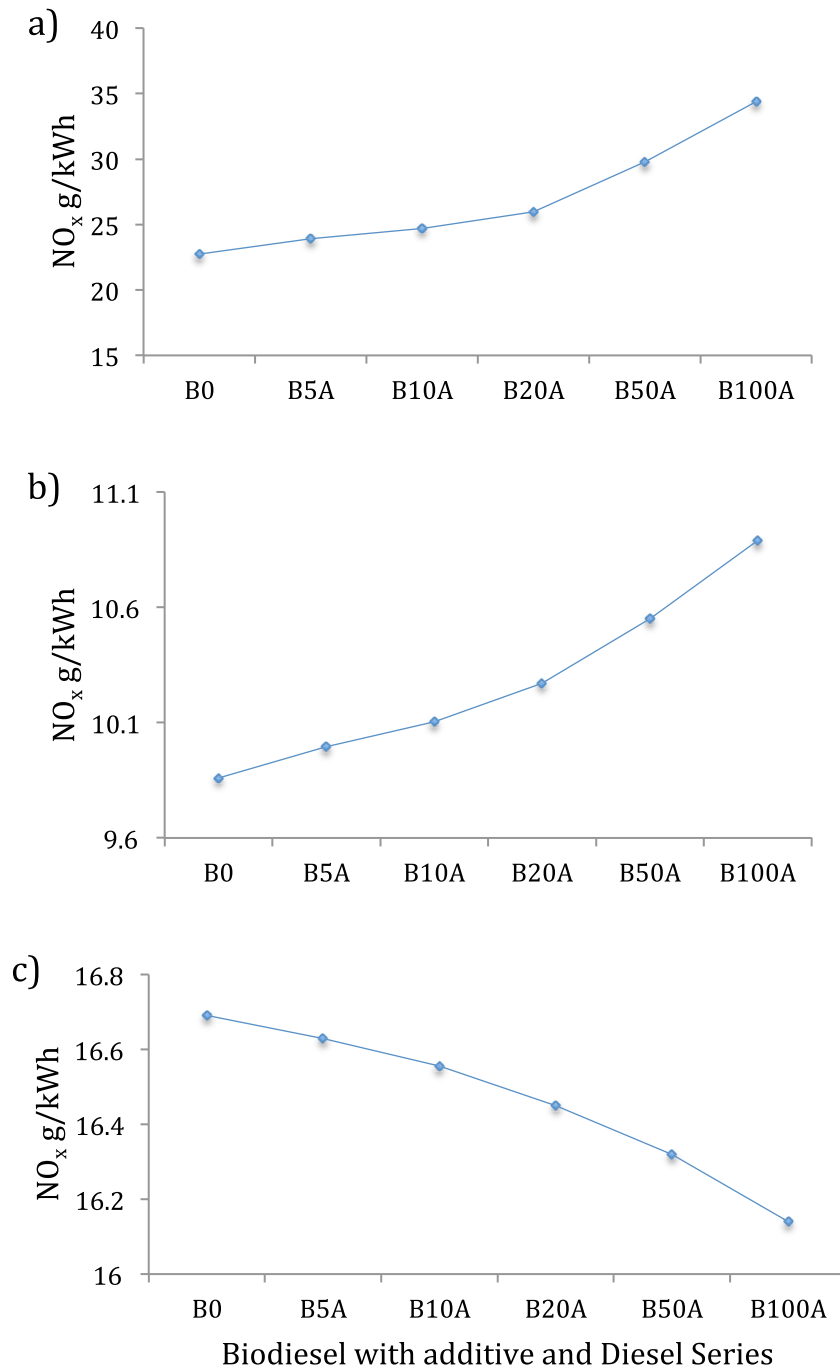 a)
40
35
30
25
20
15
NOx g/kWh
B0 B5A B10A B20A B50A B100A
b)
11.1
10.6
10.1
9.6
NOx g/kWh
B0 B5A B10A B20A B50A B100A
c)
16.8
16.6
16.4
16.2
16
NOx g/kWh
B0 B5A B10A B20A B50A B100A
Biodiesel with additive and Diesel Series